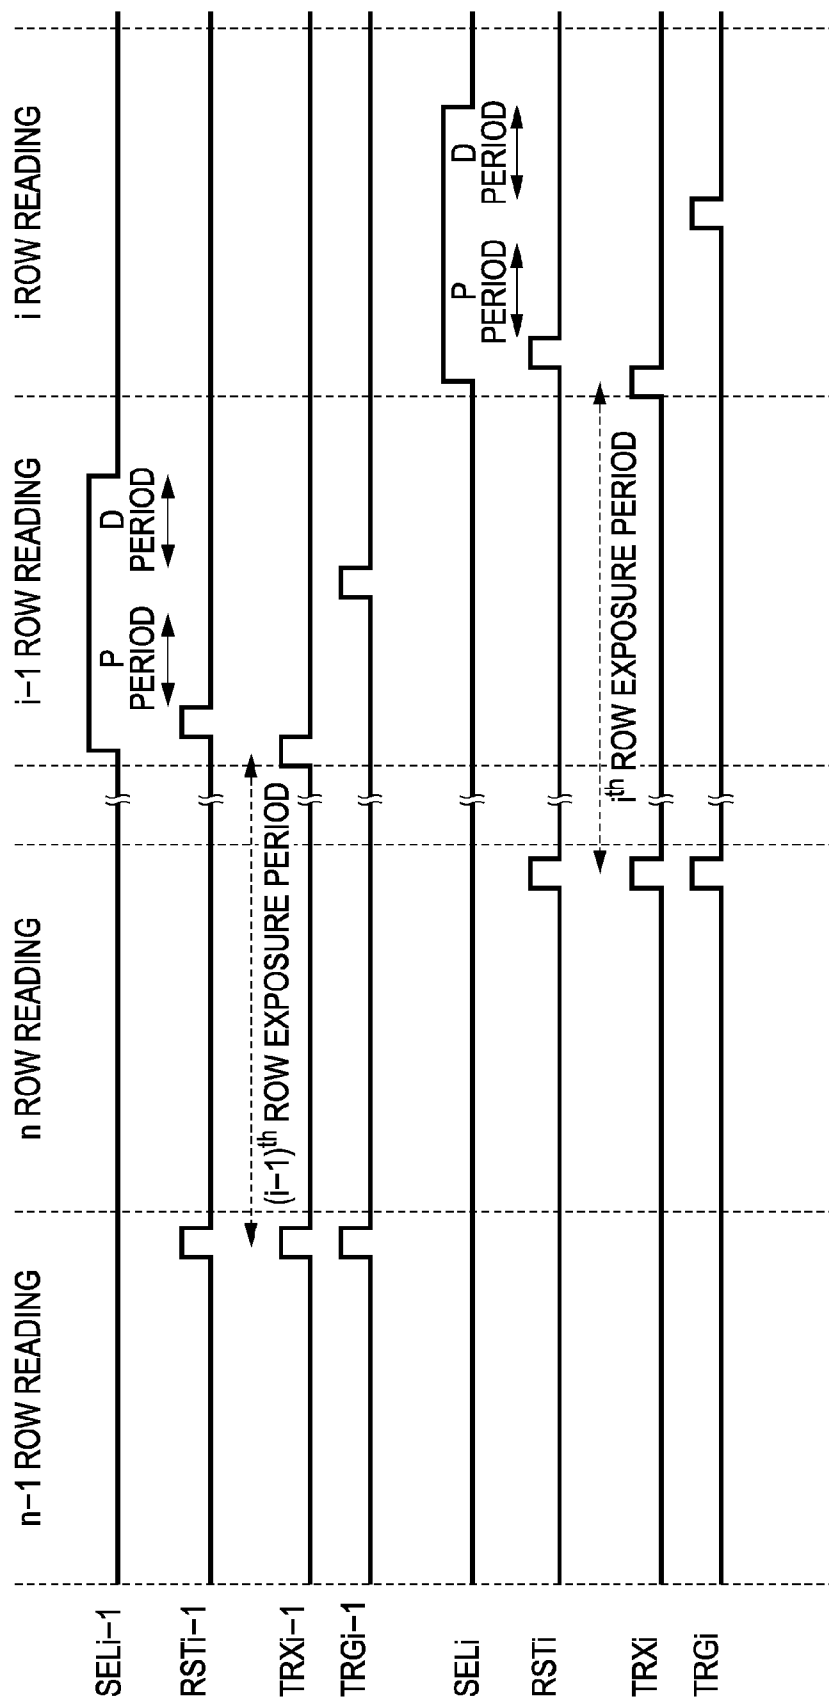 n−1 ROW READING
n ROW READING
i−1 ROW READING
i ROW READING
SELi−1
P
PERIOD
D
PERIOD
RSTi−1
(i−1)th ROW EXPOSURE PERIOD
TRXi−1
TRGi−1
SELi
P
PERIOD
D
PERIOD
RSTi
ith ROW EXPOSURE PERIOD
TRXi
TRGi